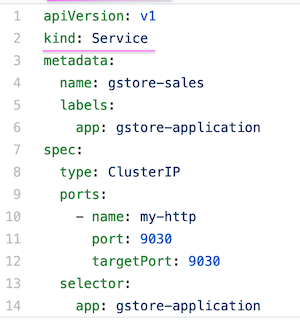 1 apiVersion: v1
2 kind: Service
3 metadata:
4   name: gstore-sales
5   labels:
6     app: gstore-application
7 spec:
8   type: ClusterIP
9   ports:
10     - name: my-http
11       port: 9030
12       targetPort: 9030
13   selector:
14     app: gstore-application